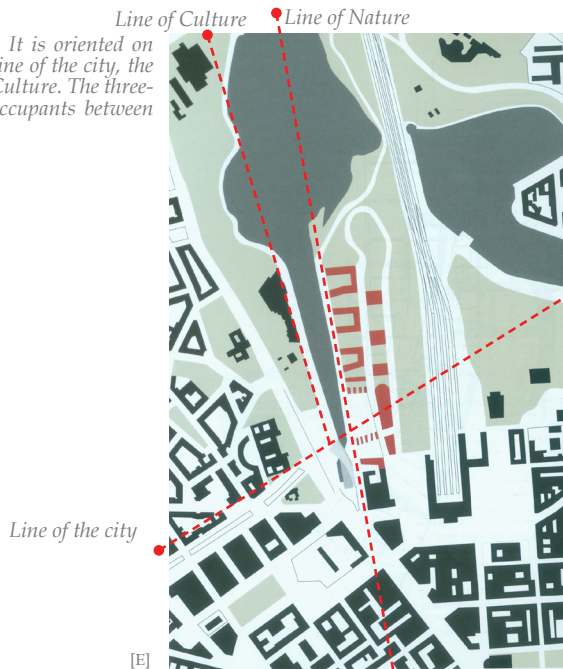 Line of Culture
Line of Nature
It is oriented on
line of the city, the
Culture. The three-
occupants between
Line of the city
[E]